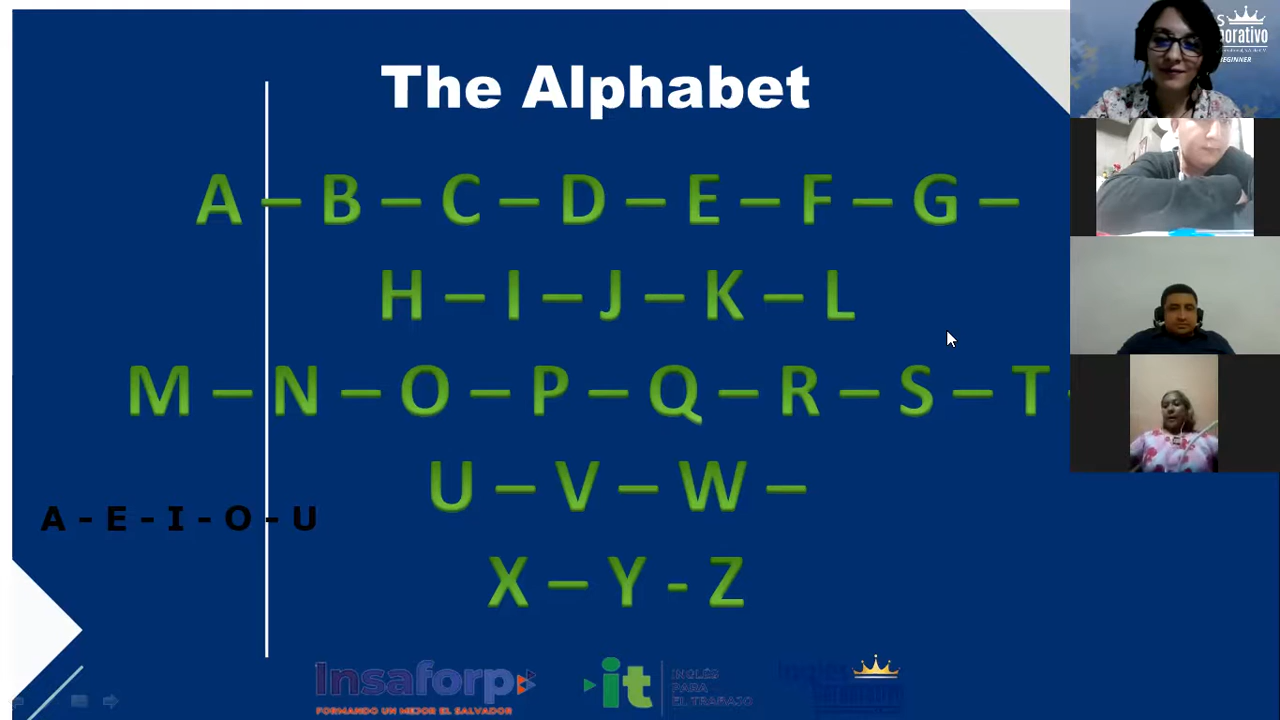 The Alphabet
A – B – C – D – E – F – G –
H – I – J – K – L
M – N – O – P – Q – R – S – T -
U – V – W –
A - E - I - O - U
X – Y - Z
Insaforp
FORMANDO UN MEJOR EL SALVADOR
it
INGLÉS
PARA
EL TRABAJO
BEGINNER